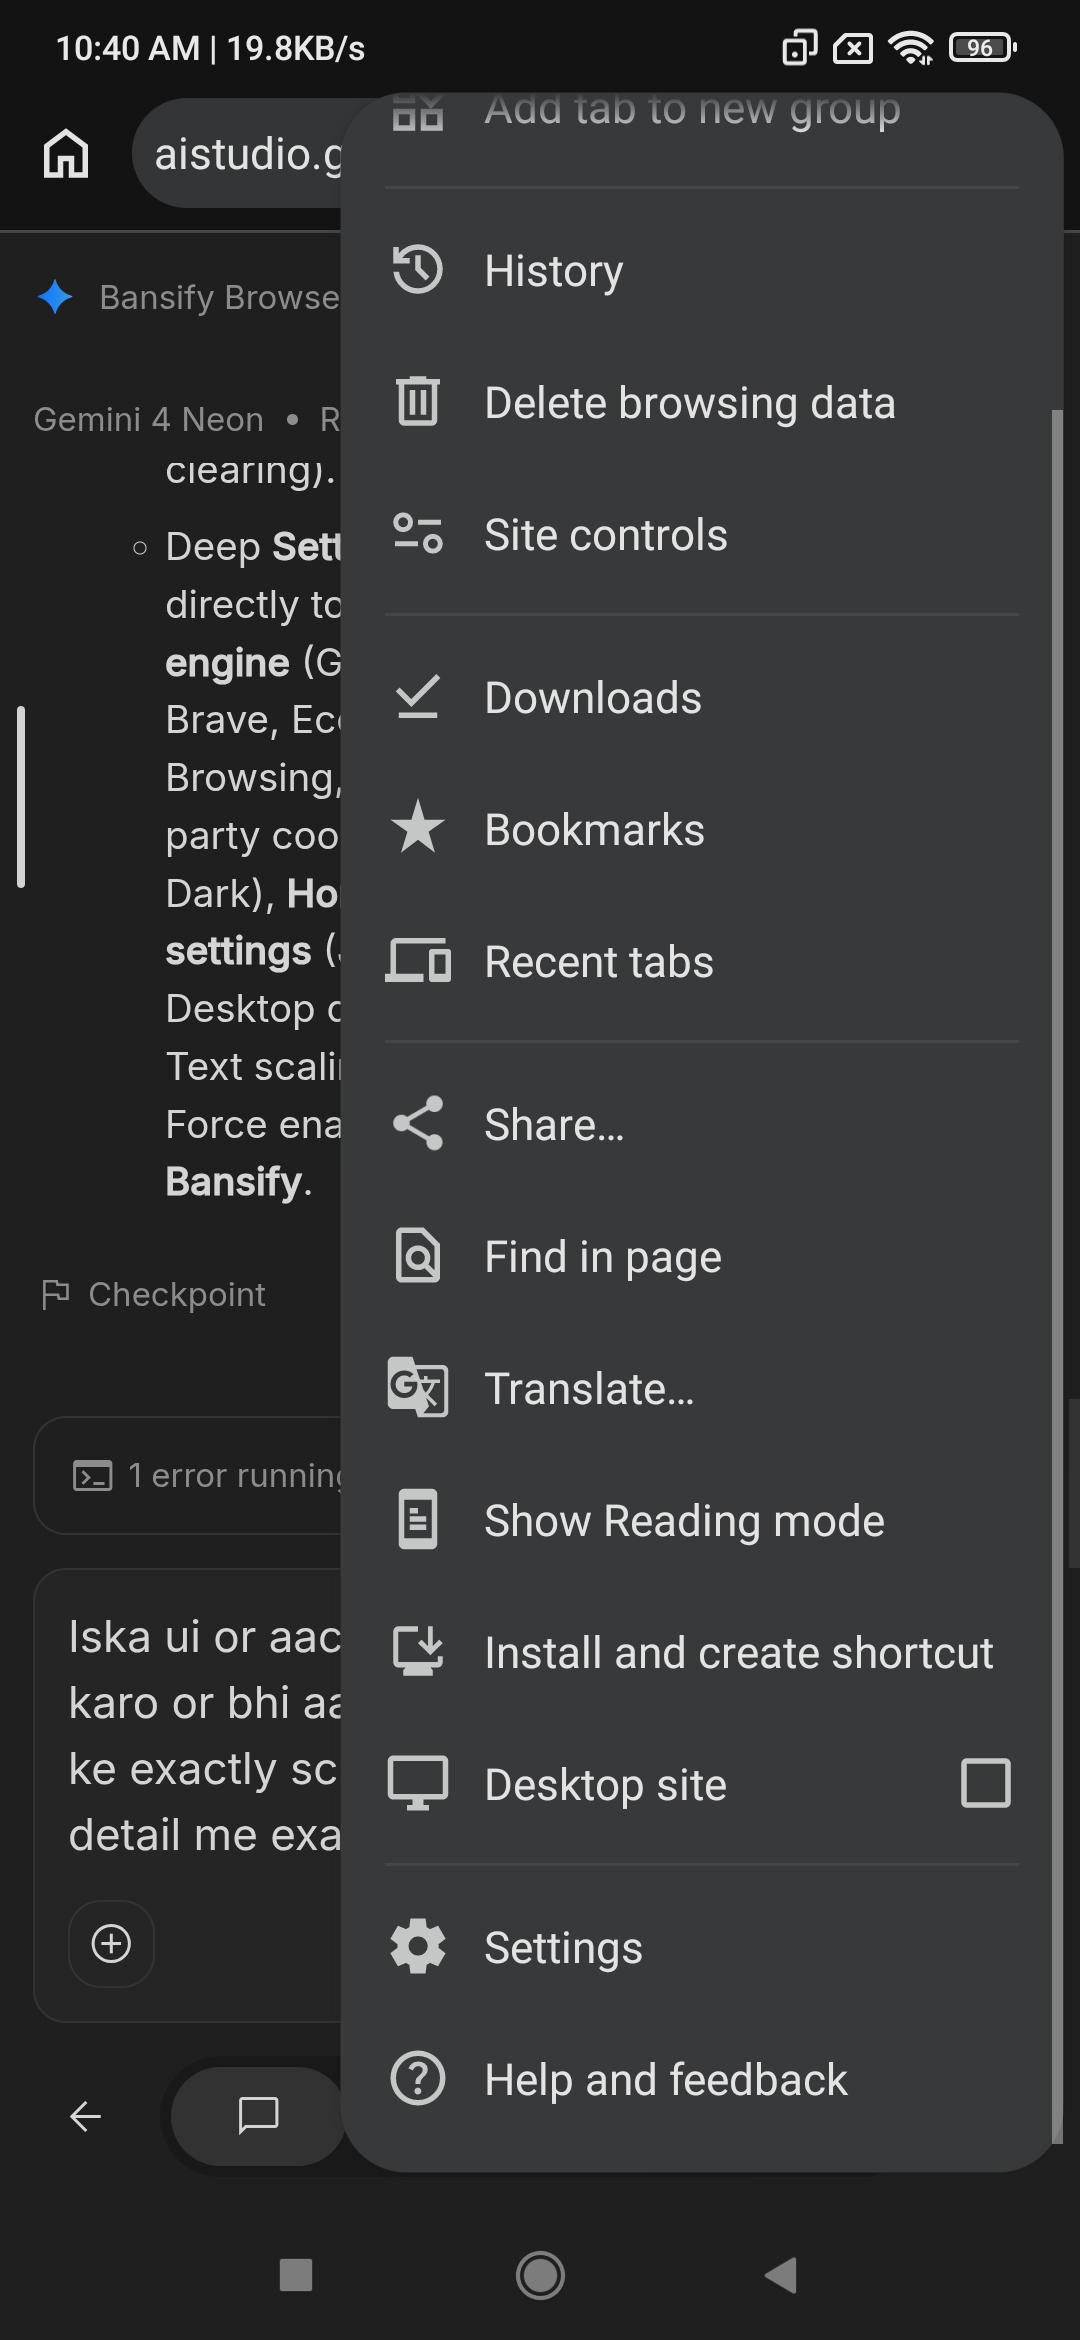 10:40 AM | 19.8KB/s
96
aistudio.g
Add tab to new group
History
Bansify Browse
Delete browsing data
Gemini 4 Neon • R
clearing).
Site controls
Deep Sett
directly to
engine (G
Downloads
Brave, Ec
Browsing,
Bookmarks
party coo
Dark), Ho
settings (
Recent tabs
Desktop
Text scali
Share...
Force ena
Bansify.
Find in page
Checkpoint
Translate...
1 error running
Show Reading mode
Iska ui or aac
Install and create shortcut
karo or bhi aa
ke exactly sc
Desktop site
detail me exa
Settings
Help and feedback